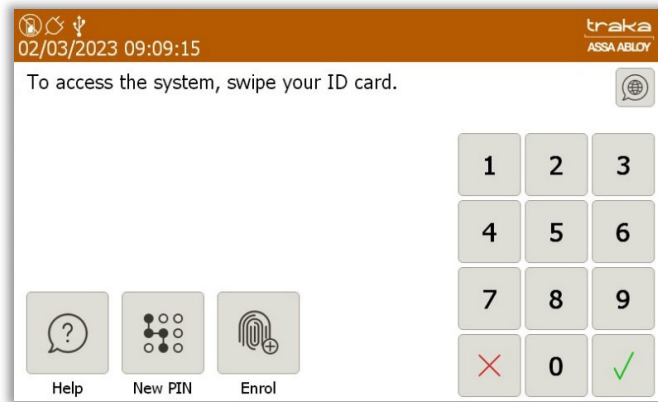 02/03/2023 09:09:15
traka
ASSA ABLOY
To access the system, swipe your ID card.
1 2 3
4 5 6
7 8 9
0
?
Help New PIN Enrol